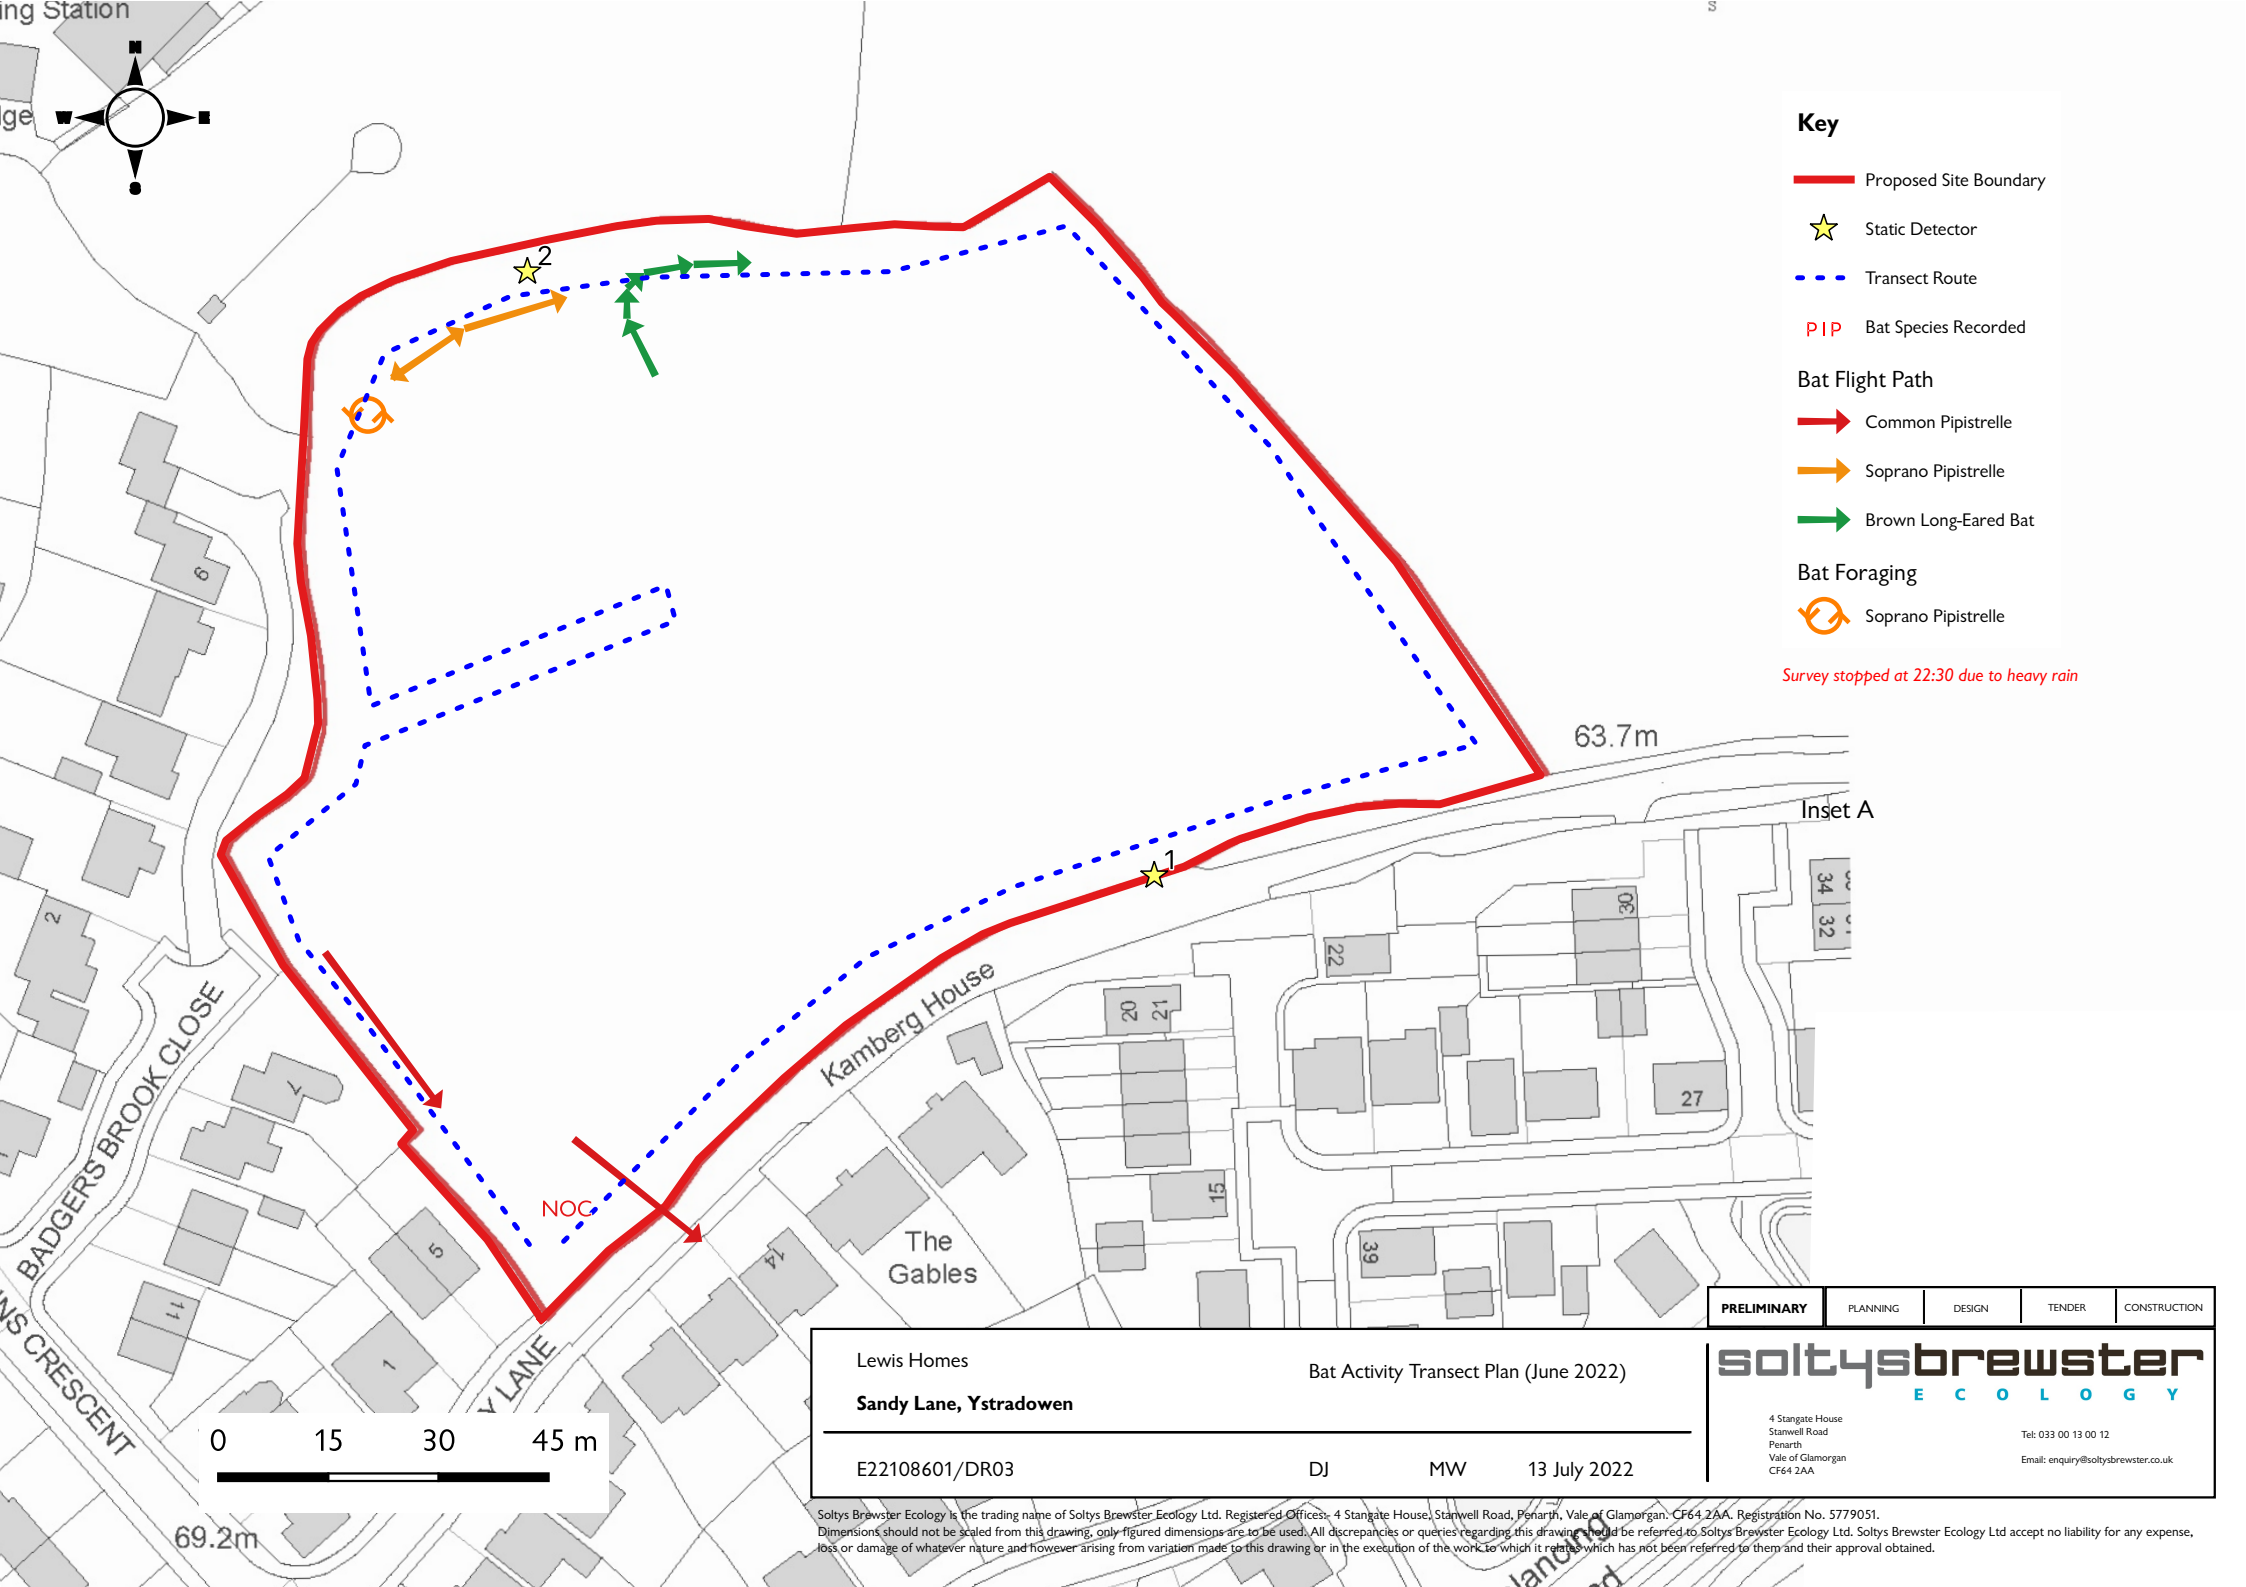 ing Station
N
W
E
S
lge
s
2
Key
Proposed Site Boundary
Static Detector
Transect Route
PIP Bat Species Recorded
Bat Flight Path
Common Pipistrelle
Soprano Pipistrelle
Brown Long-Eared Bat
Bat Foraging
Soprano Pipistrelle
Survey stopped at 22:30 due to heavy rain
63.7m
Inset A
1
6
2
7
5
11
1
BADGERS BROOK CLOSE
NS CRESCENT
Y LANE
Kamberg House
NOC
The
Gables
14
20
21
22
30
34
32
27
15
39
0 15 30 45 m
69.2m
PRELIMINARY
PLANNING
DESIGN
TENDER
CONSTRUCTION
Lewis Homes
Bat Activity Transect Plan (June 2022)
Sandy Lane, Ystradowen
E22108601/DR03
DJ
MW
13 July 2022
soltysbrewster
ECOLOGY
4 Stangate House
Stanwell Road
Penarth
Vale of Glamorgan
CF64 2AA
Tel: 033 00 13 00 12
Email: enquiry@soltysbrewster.co.uk
Soltys Brewster Ecology is the trading name of Soltys Brewster Ecology Ltd. Registered Offices:- 4 Stangate House, Stanwell Road, Penarth, Vale of Glamorgan. CF64 2AA. Registration No. 5779051.
Dimensions should not be scaled from this drawing, only figured dimensions are to be used. All discrepancies or queries regarding this drawing should be referred to Soltys Brewster Ecology Ltd. Soltys Brewster Ecology Ltd accept no liability for any expense,
loss or damage of whatever nature and however arising from variation made to this drawing or in the execution of the work to which it relates which has not been referred to them and their approval obtained.